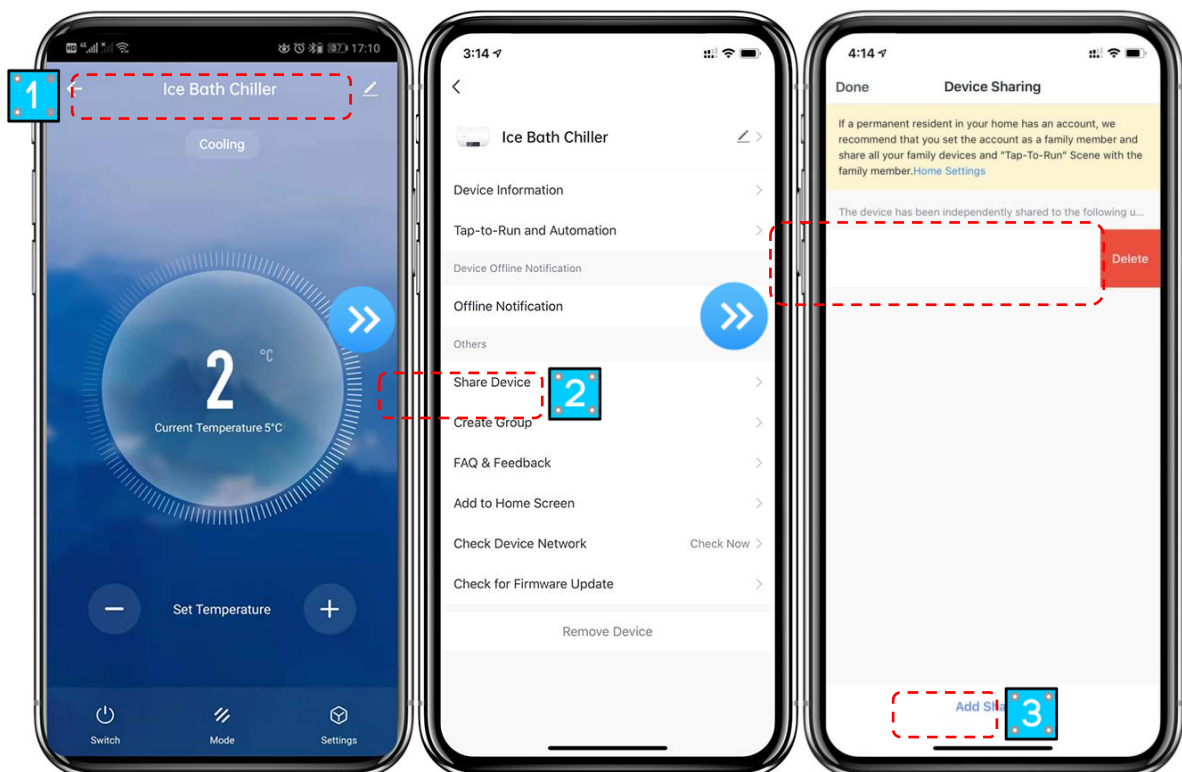 17:10
1
Ice Bath Chiller
Cooling
2 °C
Current Temperature 5°C
Set Temperature
Switch
Mode
Settings
3:14
Ice Bath Chiller
Device Information
Tap-to-Run and Automation
Device Offline Notification
Offline Notification
Others
Share Device
2
Create Group
FAQ & Feedback
Add to Home Screen
Check Device Network
Check Now
Check for Firmware Update
Remove Device
4:14
Done
Device Sharing
If a permanent resident in your home has an account, we
recommend that you set the account as a family member and
share all your family devices and "Tap-To-Run" Scene with the
family member.Home Settings
The device has been independently shared to the following u...
Delete
Add
3